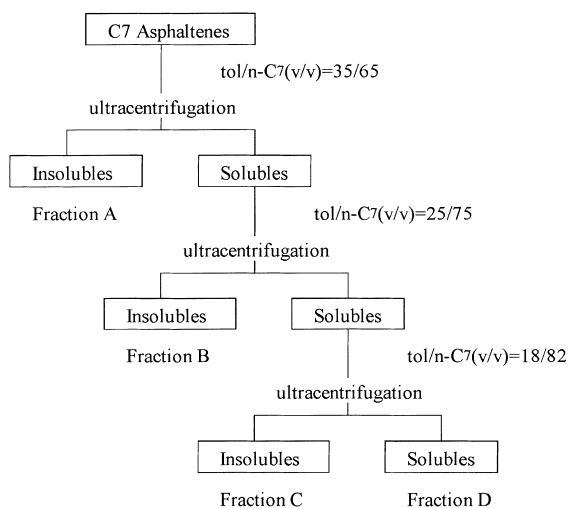 C7 Asphaltenes
tol/n-C7(v/v)=35/65
ultracentrifugation
Insolubles
Solubles
Fraction A
tol/n-C7(v/v)=25/75
ultracentrifugation
Insolubles
Solubles
Fraction B
tol/n-C7(v/v)=18/82
ultracentrifugation
Insolubles
Solubles
Fraction C
Fraction D